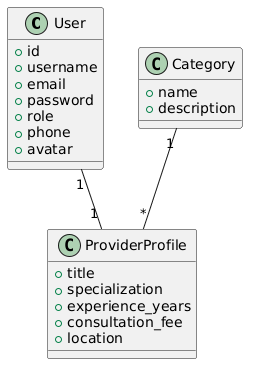 C User
+ id
+ username
+ email
+ password
+ role
+ phone
+ avatar
C Category
+ name
+ description
1
1
1
*
C ProviderProfile
+ title
+ specialization
+ experience_years
+ consultation_fee
+ location